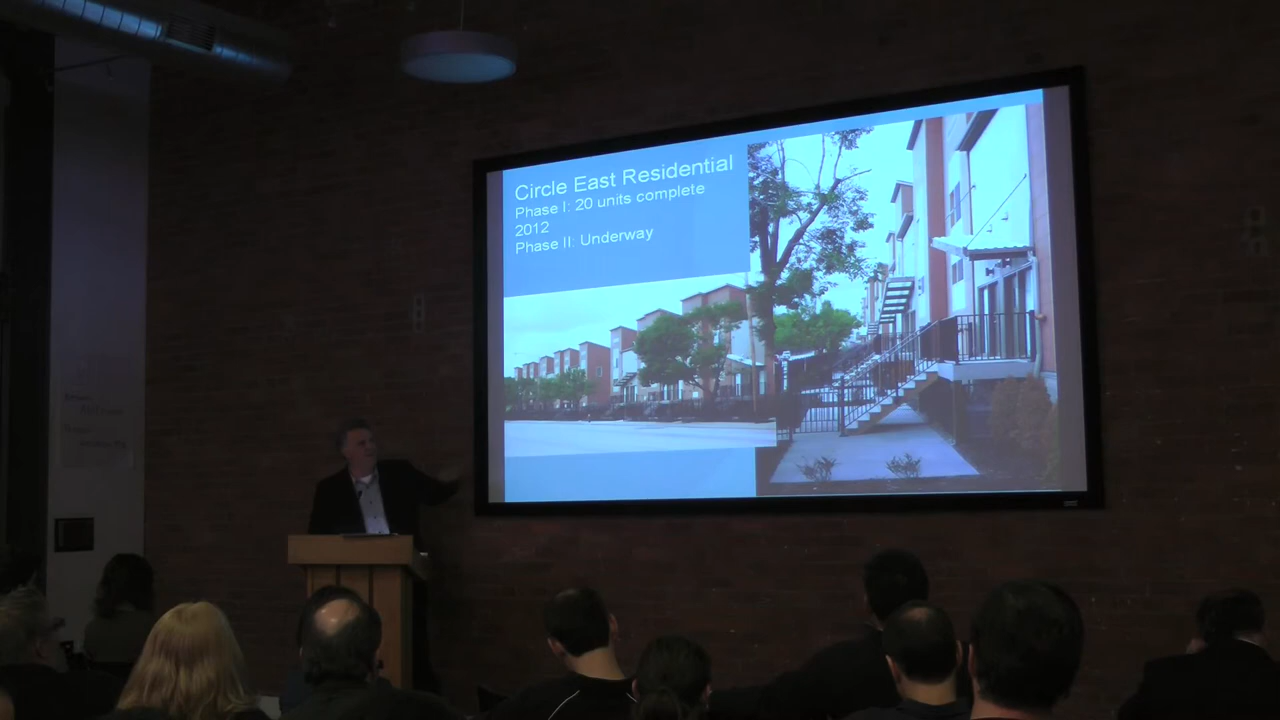 Circle East Residential
Phase I: 20 units complete
2012
Phase II: Underway